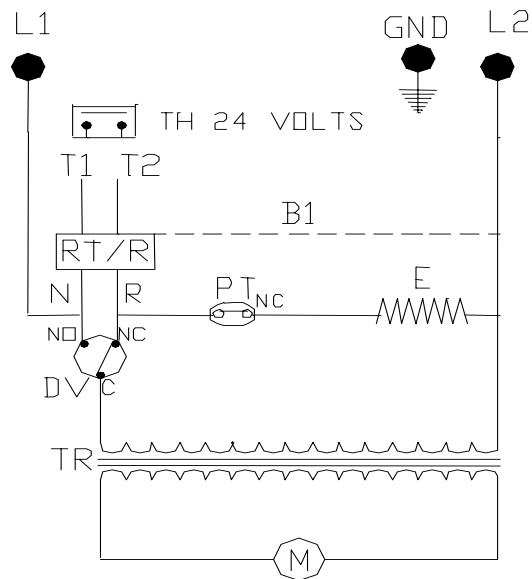 L1
GND
L2
TH 24 VOLTS
T1 T2
B1
RT/R
N R
PT NC
E
NO NC
DV C
TR
M